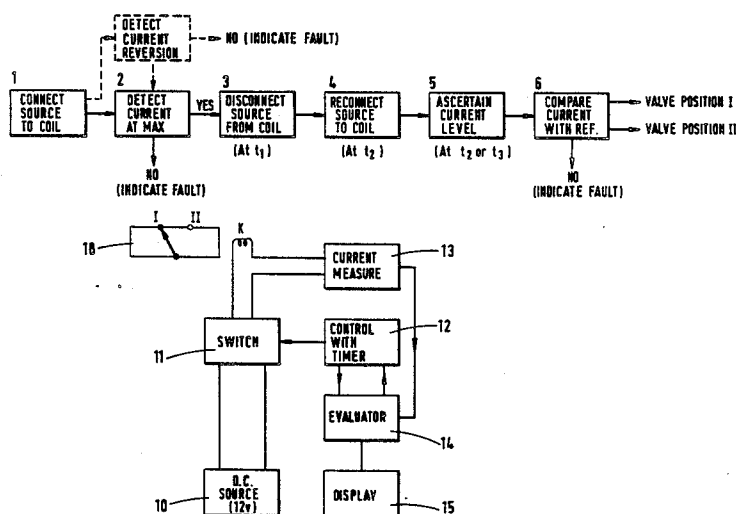 DETECT
CURRENT
REVERSION
NO (INDICATE FAULT)
1
CONNECT
SOURCE
TO COIL
2
DETECT
CURRENT
AT MAX
YES
3
DISCONNECT
SOURCE
FROM COIL
(At t₁)
4
RECONNECT
SOURCE
TO COIL
(At t₂)
5
ASCERTAIN
CURRENT
LEVEL
(At t₂ or t₃)
6
COMPARE
CURRENT
WITH REF.
VALVE POSITION I
VALVE POSITION II
NO
(INDICATE FAULT)
NO
(INDICATE FAULT)
I
II
18
K
CURRENT
MEASURE
13
SWITCH
11
CONTROL
WITH
TIMER
12
EVALUATOR
14
D.C.
SOURCE
(12v)
10
DISPLAY
15